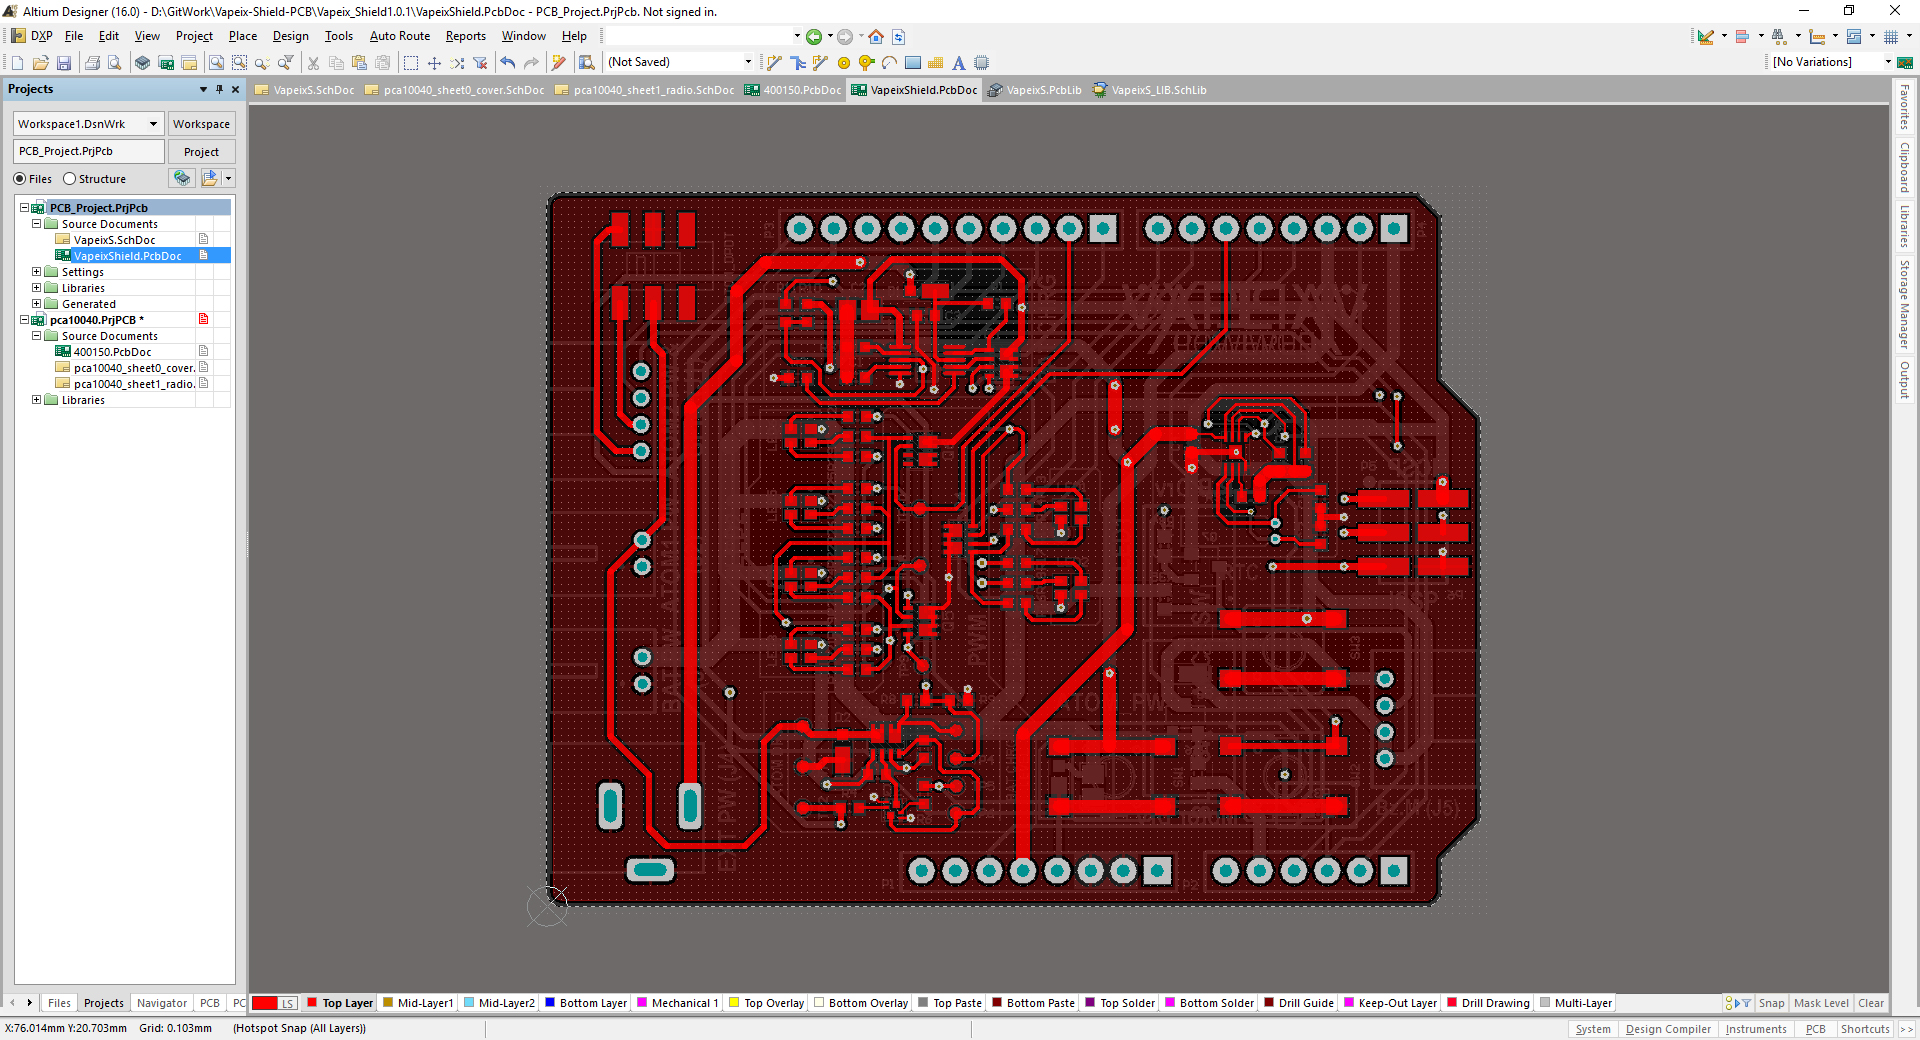 Altium Designer (16.0) - D:\GitWork\Vapeix-Shield-PCB\Vapeix_Shield1.0.1\VapeixShield.PcbDoc - PCB_Project.PrjPcb. Not signed in.
DXP File Edit View Project Place Design Tools Auto Route Reports Window Help
(Not Saved) [No Variations]
Projects
VapeixS.SchDoc pca10040_sheet0_cover.SchDoc pca10040_sheet1_radio.SchDoc 400150.PcbDoc VapeixShield.PcbDoc VapeixS.PcbLib VapeixS_LIB.SchLib
Workspace1.DsnWrk Workspace
PCB_Project.PrjPcb Project
Files Structure
PCB_Project.PrjPcb
Source Documents
VapeixS.SchDoc
VapeixShield.PcbDoc
Settings
Libraries
Generated
pca10040.PrjPCB *
Source Documents
400150.PcbDoc
pca10040_sheet0_cover.
pca10040_sheet1_radio.
Libraries
Favorites
Clipboard
Libraries
Storage Manager
Output
PWM
P1
P2
Files Projects Navigator PCB PC
LS Top Layer Mid-Layer1 Mid-Layer2 Bottom Layer Mechanical 1 Top Overlay Bottom Overlay Top Paste Bottom Paste Top Solder Bottom Solder Drill Guide Keep-Out Layer Drill Drawing Multi-Layer Snap Mask Level Clear
X:76.014mm Y:20.703mm Grid: 0.103mm (Hotspot Snap (All Layers)) System Design Compiler Instruments PCB Shortcuts >>